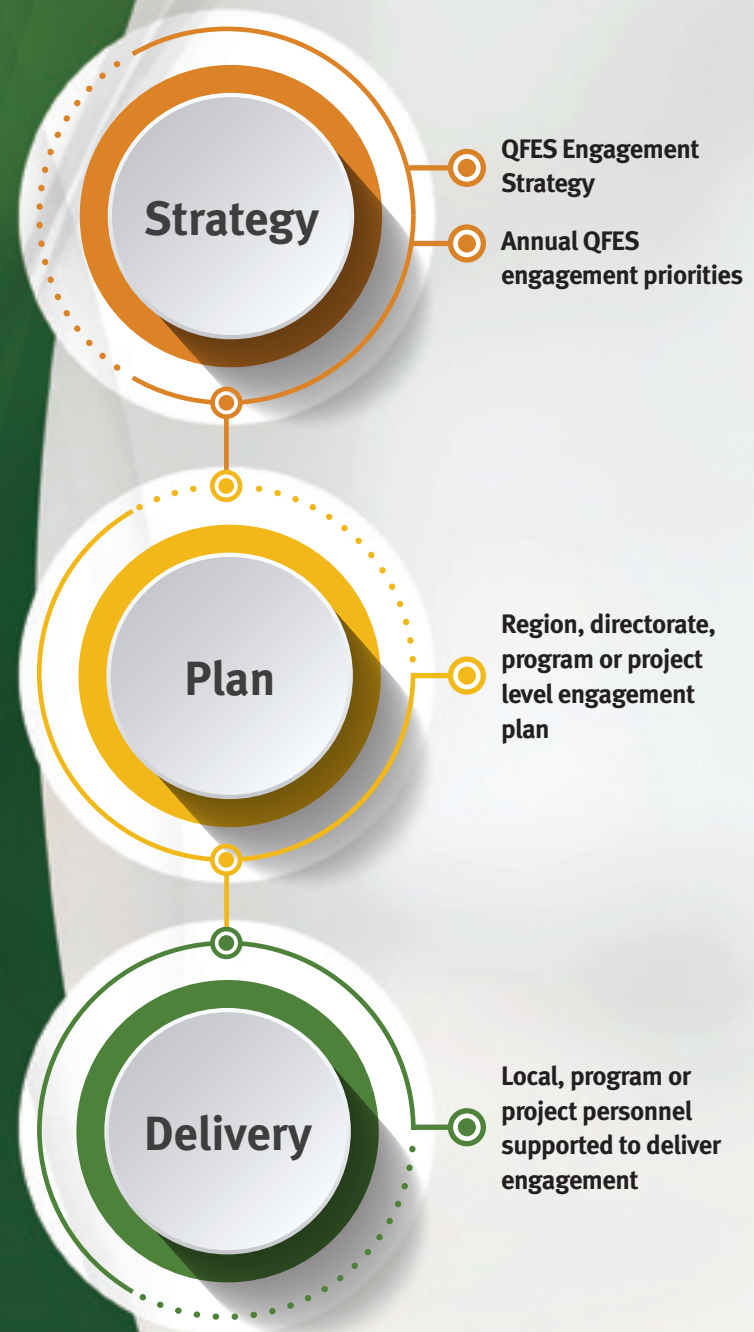 Strategy
QFES Engagement
Strategy
Annual QFES
engagement priorities
Plan
Region, directorate,
program or project
level engagement
plan
Delivery
Local, program or
project personnel
supported to deliver
engagement